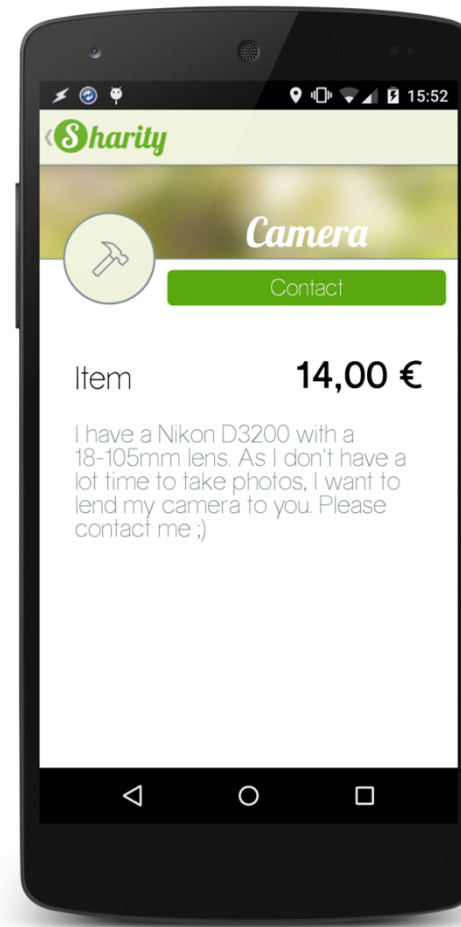 15:52
Sharity
Camera
Contact
Item
14,00 €
I have a Nikon D3200 with a
18-105mm lens. As I don't have a
lot time to take photos, I want to
lend my camera to you. Please
contact me ;)